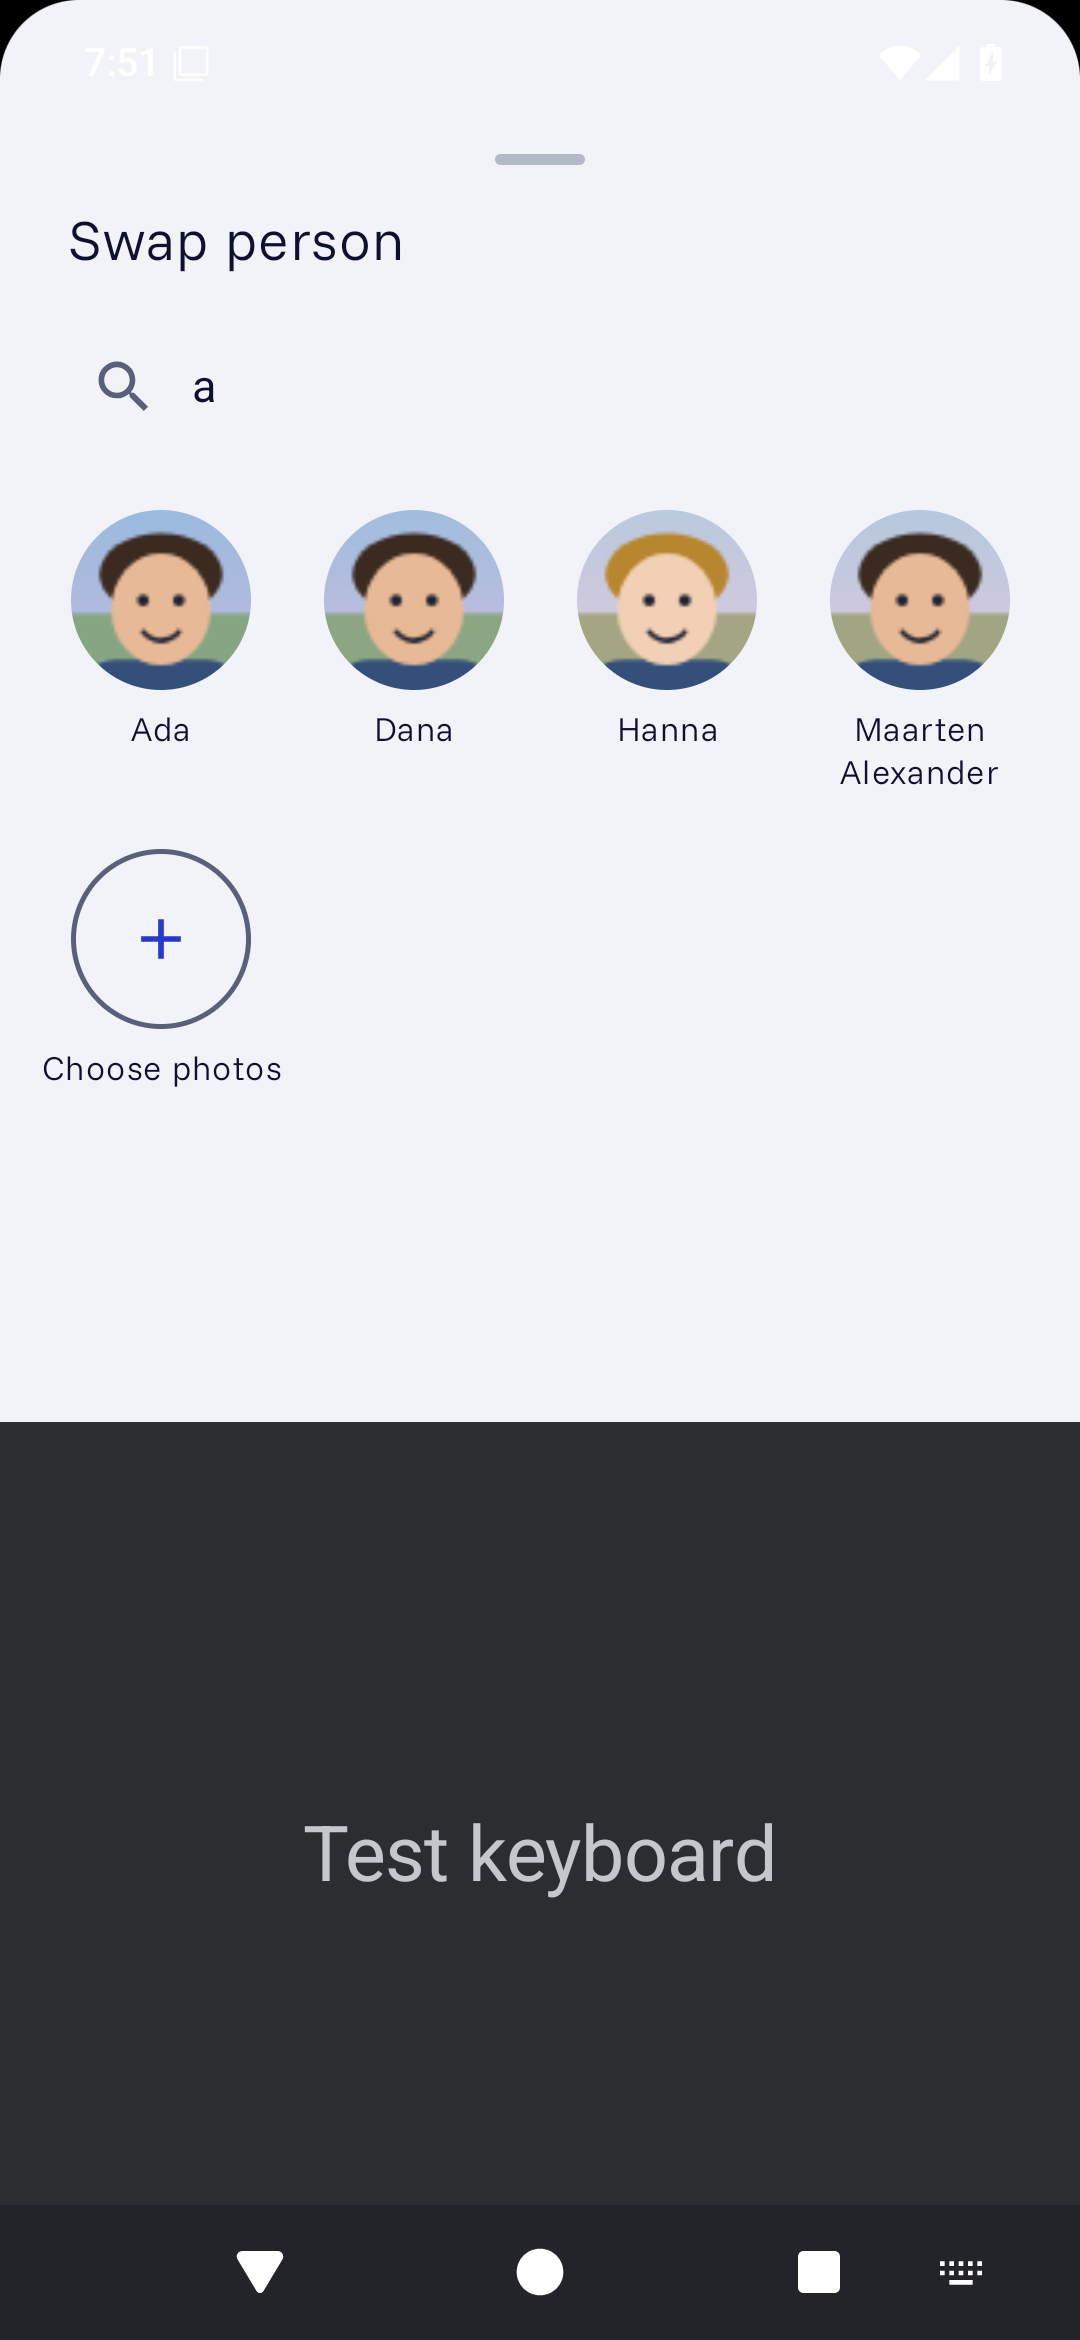 7:51
Swap person
a
Ada
Dana
Hanna
Maarten
Alexander
Choose photos
Test keyboard